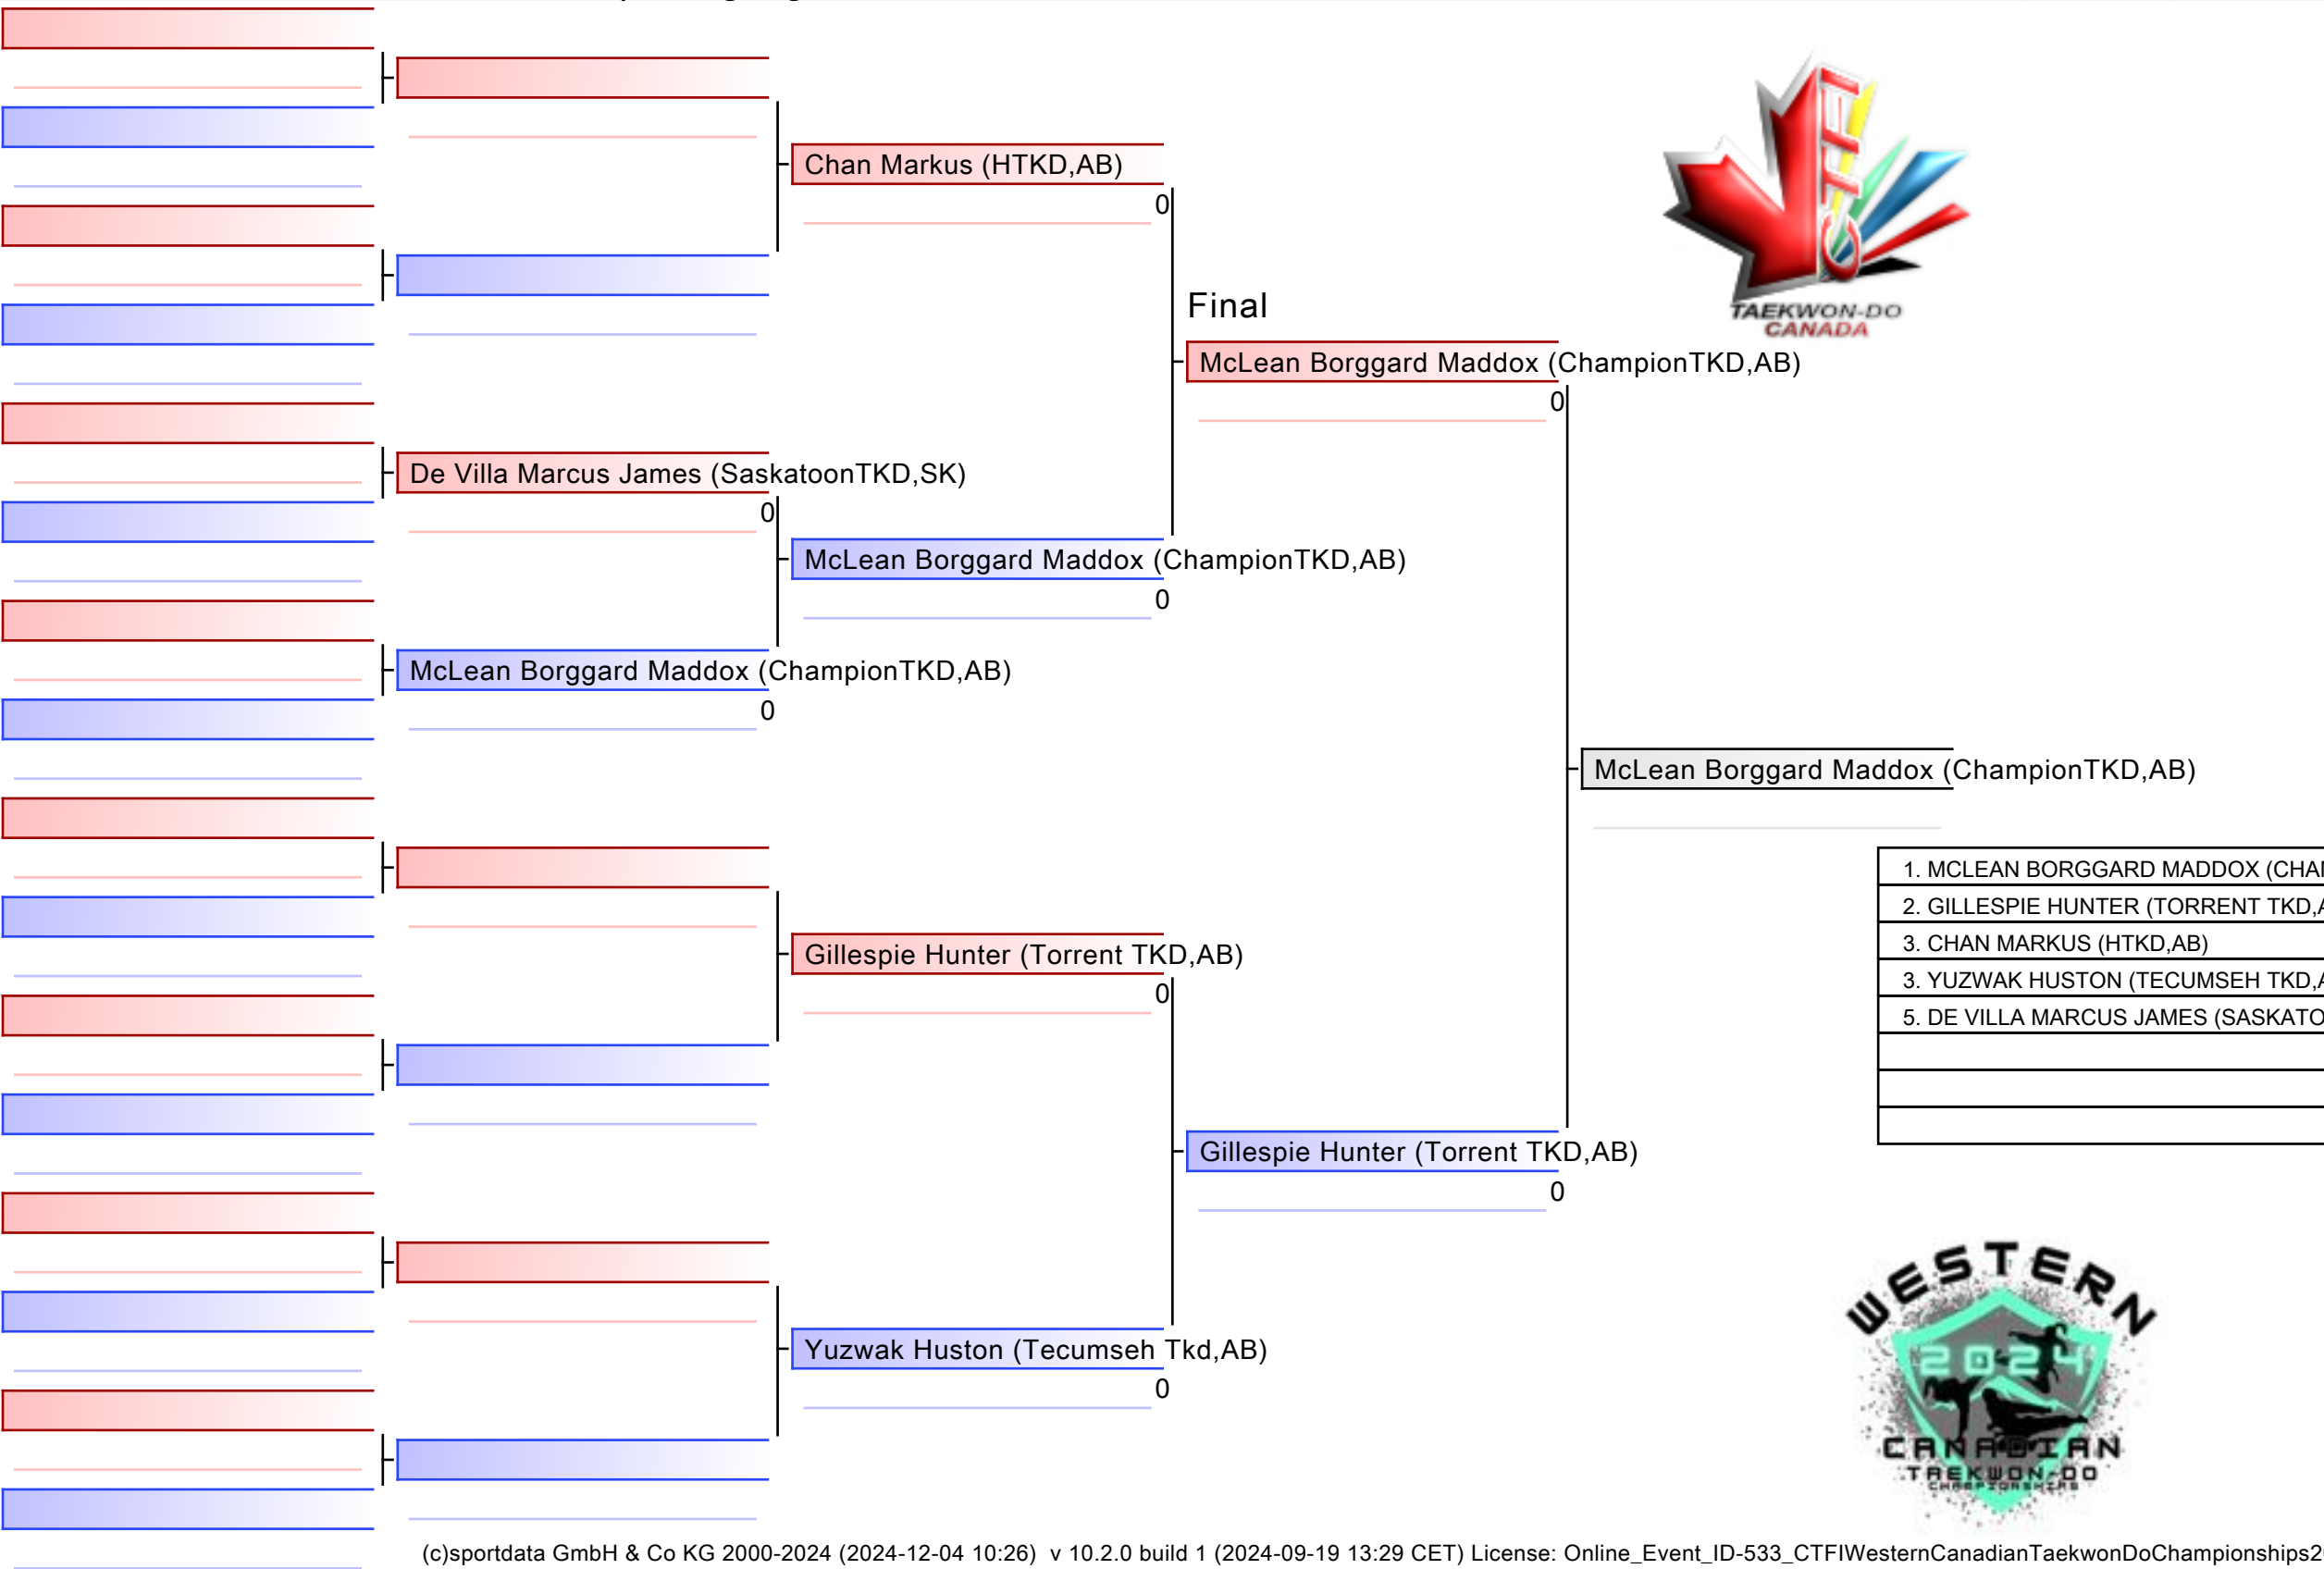 Chan Markus (HTKD,AB)
0
Final
McLean Borggard Maddox (ChampionTKD,AB)
0
De Villa Marcus James (SaskatoonTKD,SK)
0
McLean Borggard Maddox (ChampionTKD,AB)
0
McLean Borggard Maddox (ChampionTKD,AB)
0
McLean Borggard Maddox (ChampionTKD,AB)
Gillespie Hunter (Torrent TKD,AB)
0
Gillespie Hunter (Torrent TKD,AB)
0
Yuzwak Huston (Tecumseh Tkd,AB)
0
CTFI
TAEKWON-DO
CANADA
1. MCLEAN BORGGARD MADDOX (CHA
2. GILLESPIE HUNTER (TORRENT TKD,A
3. CHAN MARKUS (HTKD,AB)
3. YUZWAK HUSTON (TECUMSEH TKD,A
5. DE VILLA MARCUS JAMES (SASKATO
WESTERN
2024
CANADIAN
TAEKWON-DO
CHAMPIONSHIPS
(c)sportdata GmbH & Co KG 2000-2024 (2024-12-04 10:26) v 10.2.0 build 1 (2024-09-19 13:29 CET) License: Online_Event_ID-533_CTFIWesternCanadianTaekwonDoChampionships2